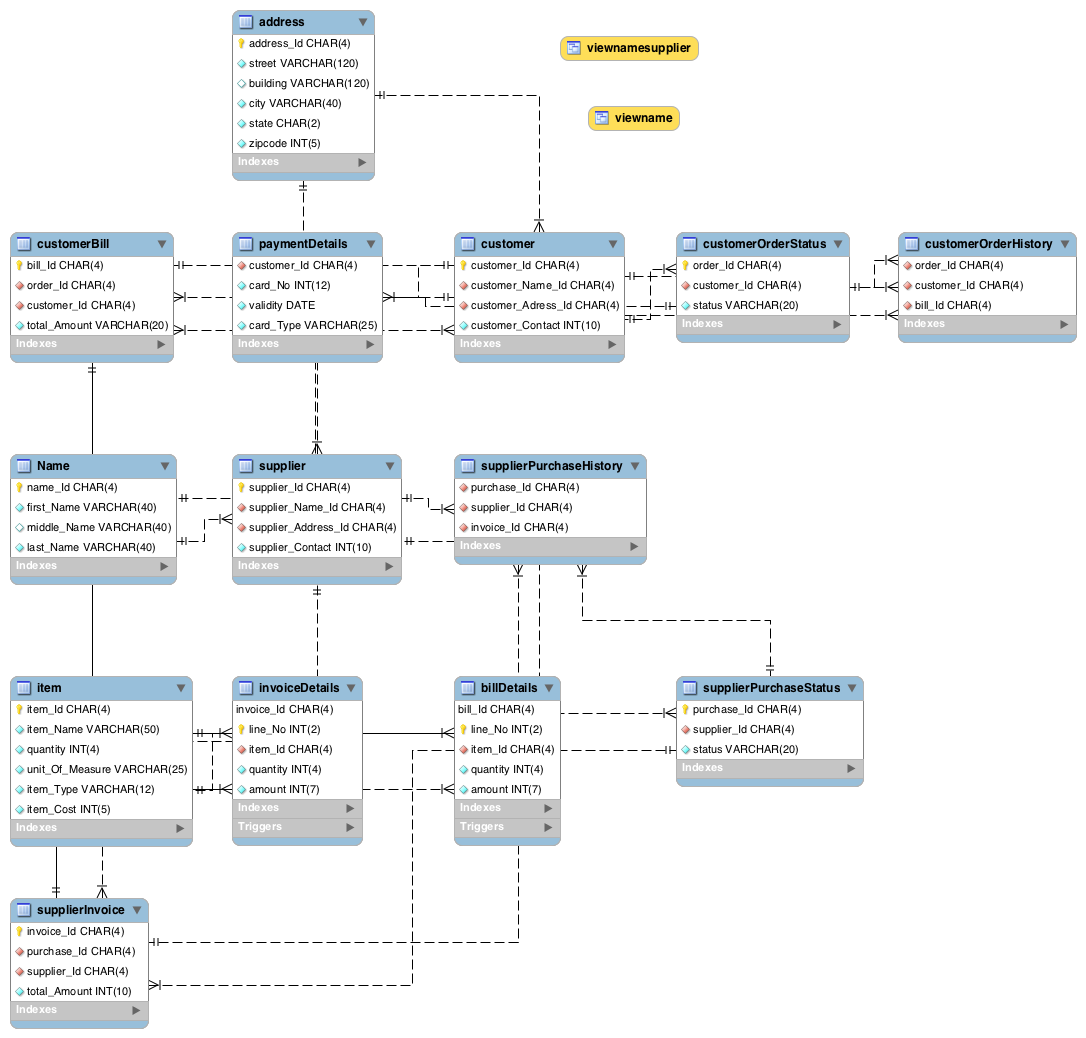 address
address_Id CHAR(4)
street VARCHAR(120)
building VARCHAR(120)
city VARCHAR(40)
state CHAR(2)
zipcode INT(5)
Indexes
viewnamesupplier
viewname
customerBill
bill_Id CHAR(4)
order_Id CHAR(4)
customer_Id CHAR(4)
total_Amount VARCHAR(20)
Indexes
paymentDetails
customer_Id CHAR(4)
card_No INT(12)
validity DATE
card_Type VARCHAR(25)
Indexes
customer
customer_Id CHAR(4)
customer_Name_Id CHAR(4)
customer_Adress_Id CHAR(4)
customer_Contact INT(10)
Indexes
customerOrderStatus
order_Id CHAR(4)
customer_Id CHAR(4)
status VARCHAR(20)
Indexes
customerOrderHistory
order_Id CHAR(4)
customer_Id CHAR(4)
bill_Id CHAR(4)
Indexes
Name
name_Id CHAR(4)
first_Name VARCHAR(40)
middle_Name VARCHAR(40)
last_Name VARCHAR(40)
Indexes
supplier
supplier_Id CHAR(4)
supplier_Name_Id CHAR(4)
supplier_Address_Id CHAR(4)
supplier_Contact INT(10)
Indexes
supplierPurchaseHistory
purchase_Id CHAR(4)
supplier_Id CHAR(4)
invoice_Id CHAR(4)
Indexes
item
item_Id CHAR(4)
item_Name VARCHAR(50)
quantity INT(4)
unit_Of_Measure VARCHAR(25)
item_Type VARCHAR(12)
item_Cost INT(5)
Indexes
invoiceDetails
invoice_Id CHAR(4)
line_No INT(2)
item_Id CHAR(4)
quantity INT(4)
amount INT(7)
Indexes
Triggers
billDetails
bill_Id CHAR(4)
line_No INT(2)
item_Id CHAR(4)
quantity INT(4)
amount INT(7)
Indexes
Triggers
supplierPurchaseStatus
purchase_Id CHAR(4)
supplier_Id CHAR(4)
status VARCHAR(20)
Indexes
supplierInvoice
invoice_Id CHAR(4)
purchase_Id CHAR(4)
supplier_Id CHAR(4)
total_Amount INT(10)
Indexes